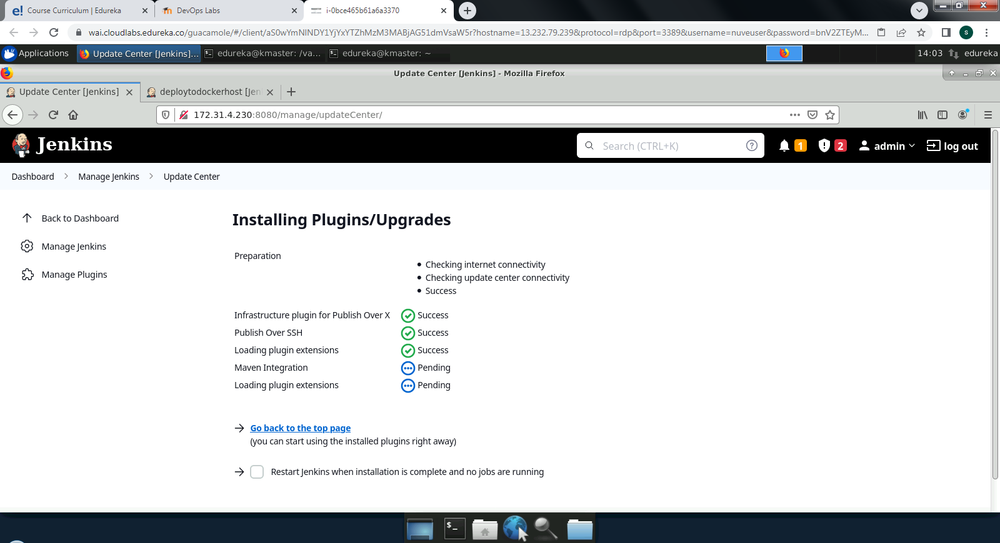 Course Curriculum | Edureka
DevOps Labs
i-0bce465b61a6a3370
wai.cloudlabs.edureka.co/guacamole/#/client/aS0wYmNlNDY1YjYxYTZhMzM3MABjAG51dmVsaW5r?hostname=13.232.79.239&protocol=rdp&port=3389&username=nuveuser&password=bnV2ZTEyM...
S
Applications
Update Center [Jenkins]...
edureka@kmaster: /va...
edureka@kmaster: ~
14:03
edureka
Update Center [Jenkins] - Mozilla Firefox
Update Center [Jenkins]
deploytodockerhost [Jen
172.31.4.230:8080/manage/updateCenter/
Jenkins
Search (CTRL+K)
1
2
admin
log out
Dashboard
Manage Jenkins
Update Center
Back to Dashboard
Manage Jenkins
Manage Plugins
Installing Plugins/Upgrades
Preparation
Checking internet connectivity
Checking update center connectivity
Success
Infrastructure plugin for Publish Over X Success
Publish Over SSH Success
Loading plugin extensions Success
Maven Integration Pending
Loading plugin extensions Pending
Go back to the top page
(you can start using the installed plugins right away)
Restart Jenkins when installation is complete and no jobs are running